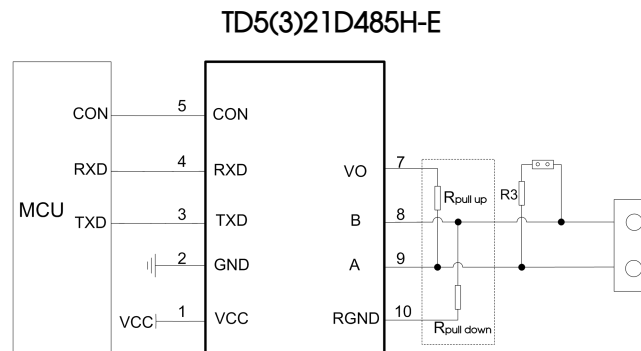 TD5(3)21D485H-E
CON 5 CON
RXD 4 RXD VO 7 Rpull up R3
MCU TXD 3 TXD B 8
2 GND A 9
VCC 1 VCC RGND 10 Rpull down